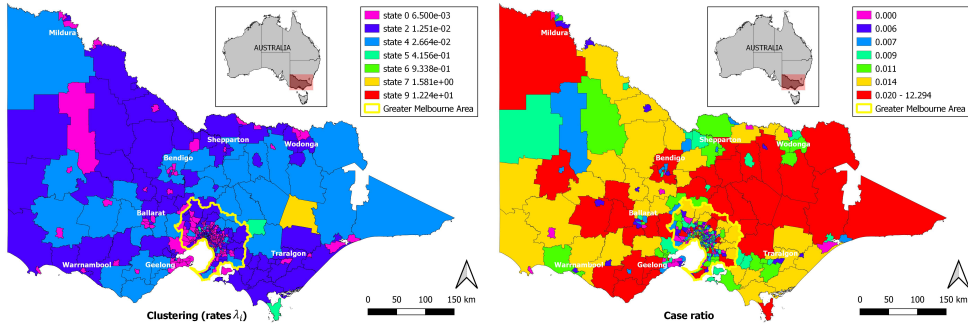 Mildura
AUSTRALIA
state 0 6.500e-03
state 2 1.251e-02
state 4 2.664e-02
state 5 4.156e-01
state 6 9.338e-01
state 7 1.581e+00
state 9 1.224e+01
Greater Melbourne Area
Shepparton
Wodonga
Bendigo
Ballarat
Warrnambool
Geelong
Traralgon
0 50 100 150 km
Clustering (rates λi)
Mildura
AUSTRALIA
0.000
0.006
0.007
0.009
0.011
0.014
0.020 - 12.294
Greater Melbourne Area
Shepparton
Wodonga
Bendigo
Ballarat
Warrnambool
Geelong
Traralgon
0 50 100 150 km
Case ratio